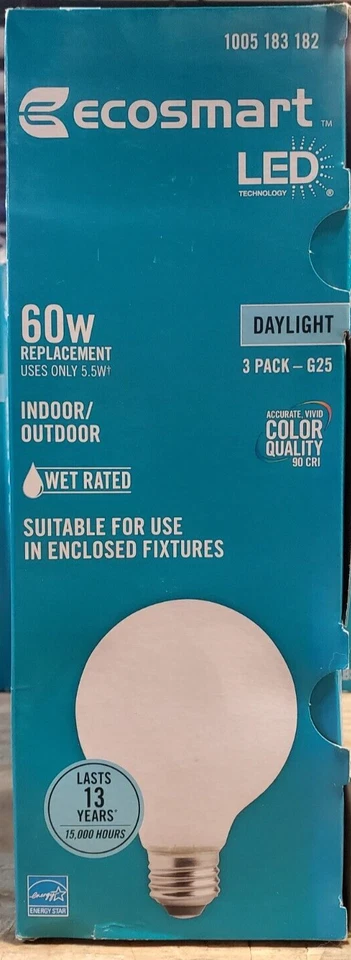 1005 183 182
ecosmart™
LED
TECHNOLOGY ®
60W
REPLACEMENT
USES ONLY 5.5W†
DAYLIGHT
3 PACK – G25
INDOOR/
OUTDOOR
ACCURATE, VIVID
COLOR
QUALITY
90 CRI
WET RATED
SUITABLE FOR USE
IN ENCLOSED FIXTURES
LASTS
13
YEARS*
15,000 HOURS
energy
ENERGY STAR